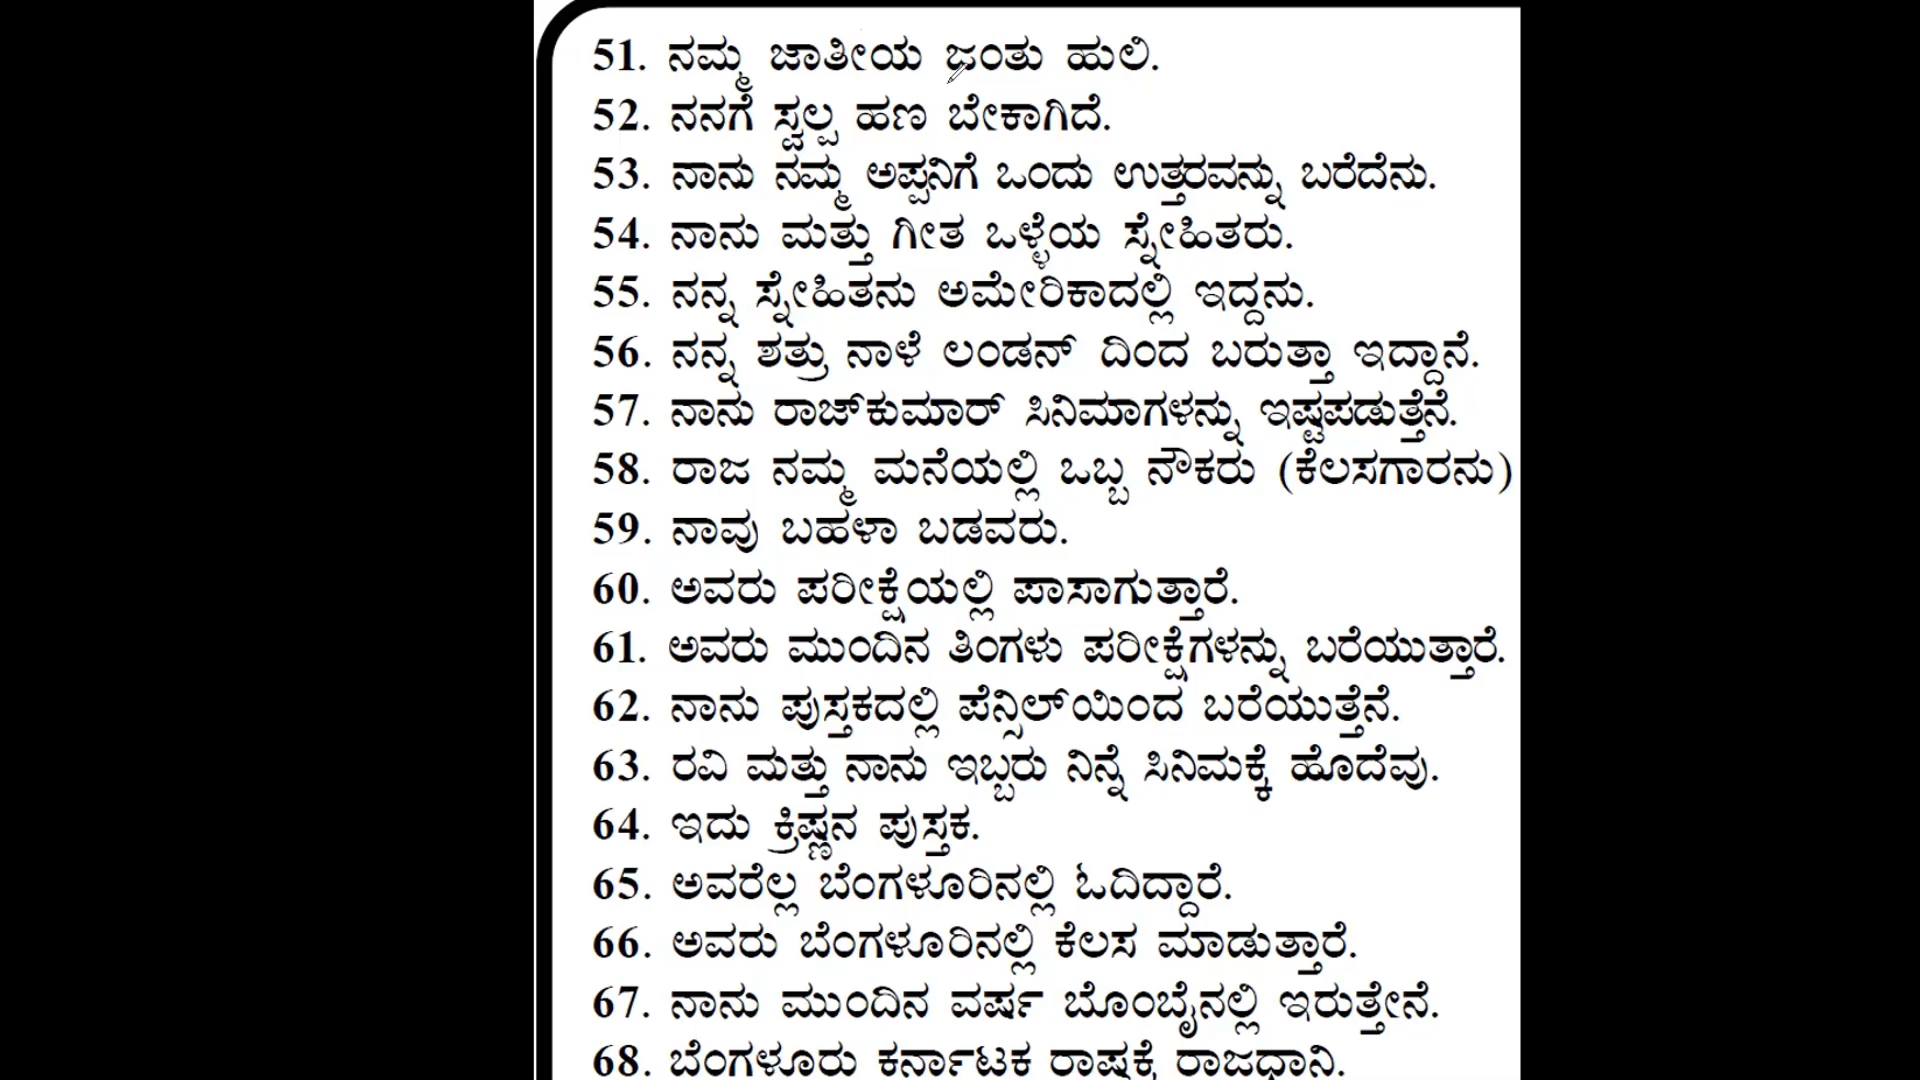 51. ನಮ್ಮ ಜಾತೀಯ ಜಂತು ಹುಲಿ.
52. ನನಗೆ ಸ್ವಲ್ಪ ಹಣ ಬೇಕಾಗಿದೆ.
53. ನಾನು ನಮ್ಮ ಅಪ್ಪನಿಗೆ ಒಂದು ಉತ್ತರವನ್ನು ಬರೆದೆನು.
54. ನಾನು ಮತ್ತು ಗೀತ ಒಳ್ಳೆಯ ಸ್ನೇಹಿತರು.
55. ನನ್ನ ಸ್ನೇಹಿತನು ಅಮೇರಿಕಾದಲ್ಲಿ ಇದ್ದನು.
56. ನನ್ನ ಶತ್ರು ನಾಳೆ ಲಂಡನ್ ದಿಂದ ಬರುತ್ತಾ ಇದ್ದಾನೆ.
57. ನಾನು ರಾಜ್‌ಕುಮಾರ್ ಸಿನಿಮಾಗಳನ್ನು ಇಷ್ಟಪಡುತ್ತೆನೆ.
58. ರಾಜ ನಮ್ಮ ಮನೆಯಲ್ಲಿ ಒಬ್ಬ ನೌಕರು (ಕೆಲಸಗಾರನು)
59. ನಾವು ಬಹಳಾ ಬಡವರು.
60. ಅವರು ಪರೀಕ್ಷೆಯಲ್ಲಿ ಪಾಸಾಗುತ್ತಾರೆ.
61. ಅವರು ಮುಂದಿನ ತಿಂಗಳು ಪರೀಕ್ಷೆಗಳನ್ನು ಬರೆಯುತ್ತಾರೆ.
62. ನಾನು ಪುಸ್ತಕದಲ್ಲಿ ಪೆನ್ಸಿಲ್‌ಯಿಂದ ಬರೆಯುತ್ತೆನೆ.
63. ರವಿ ಮತ್ತು ನಾನು ಇಬ್ಬರು ನಿನ್ನೆ ಸಿನಿಮಕ್ಕೆ ಹೊದೆವು.
64. ಇದು ಕ್ರಿಷ್ಣನ ಪುಸ್ತಕ.
65. ಅವರೆಲ್ಲ ಬೆಂಗಳೂರಿನಲ್ಲಿ ಓದಿದ್ದಾರೆ.
66. ಅವರು ಬೆಂಗಳೂರಿನಲ್ಲಿ ಕೆಲಸ ಮಾಡುತ್ತಾರೆ.
67. ನಾನು ಮುಂದಿನ ವರ್ಷ ಬೊಂಬೈನಲ್ಲಿ ಇರುತ್ತೇನೆ.
68. ಬೆಂಗಳೂರು ಕರ್ನಾಟಕ ರಾಷ್ಟ್ರಕ್ಕೆ ರಾಜಧಾನಿ.